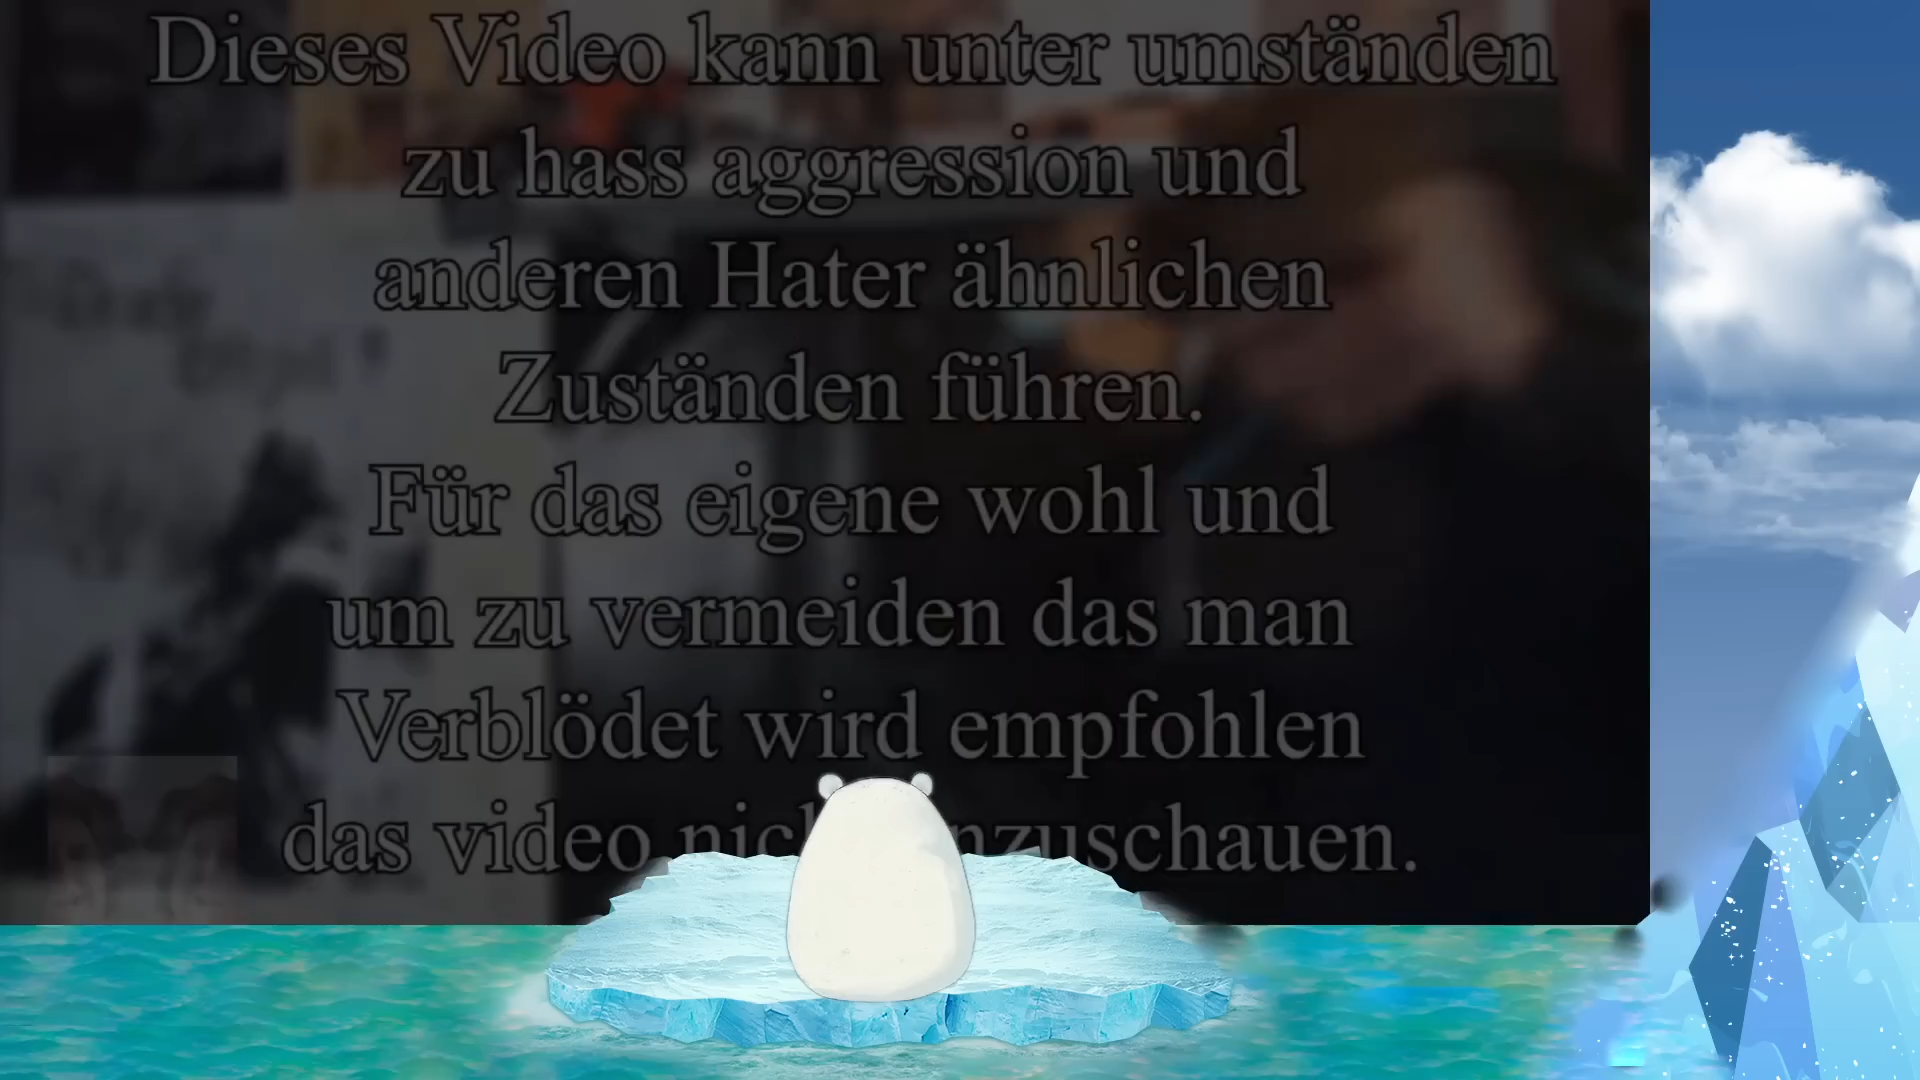 Dieses Video kann unter umständen
zu hass aggression und
anderen Hater ähnlichen
Zuständen führen.
Für das eigene wohl und
um zu vermeiden das man
Verblödet wird empfohlen
das video anzuschauen.